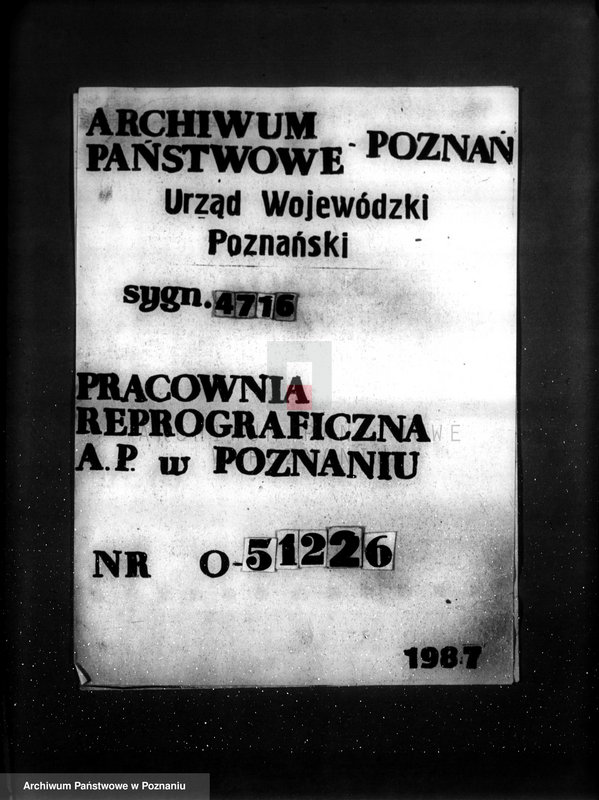 ARCHIWUM
PAŃSTWOWE - POZNAŃ
Urząd Wojewódzki
Poznański
sygn. 4716
PRACOWNIA
REPROGRAFICZNA
A.P. w POZNANIU
NR O-51226
1987
Archiwum Państwowe w Poznaniu